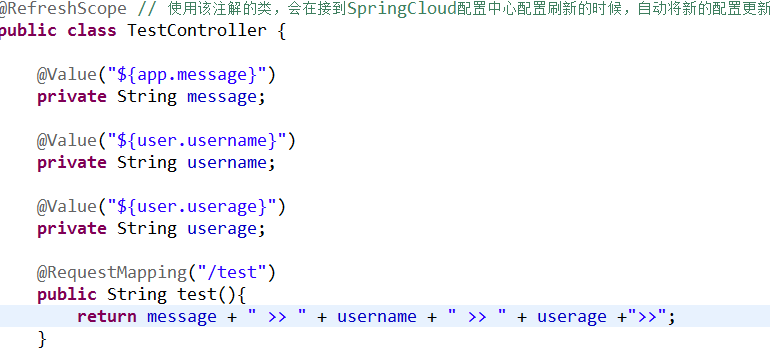 @RefreshScope // 使用该注解的类，会在接到SpringCloud配置中心配置刷新的时候，自动将新的配置更新
public class TestController {
@Value("${app.message}")
private String message;
@Value("${user.username}")
private String username;
@Value("${user.userage}")
private String userage;
@RequestMapping("/test")
public String test(){
return message + " >> " + username + " >> " + userage +">>";
}